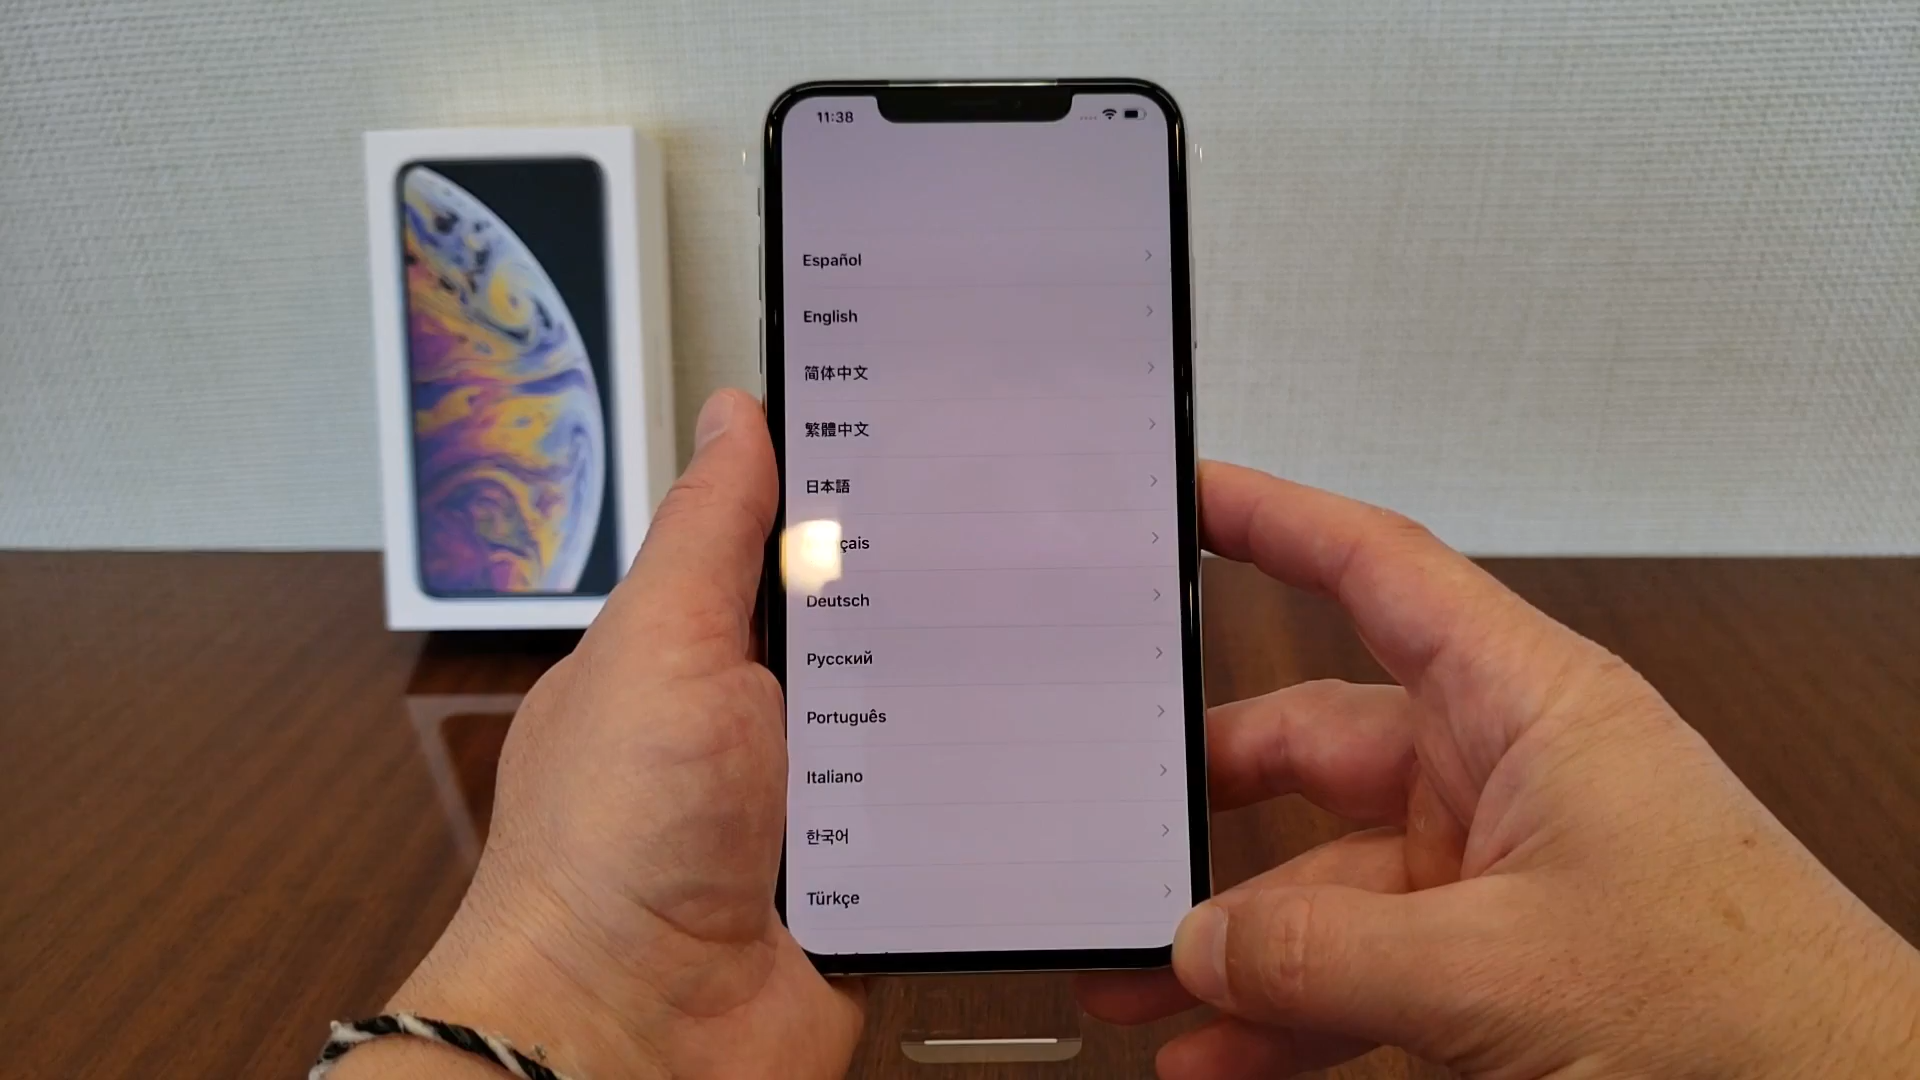 11:38
Español
English
简体中文
繁體中文
日本語
çais
Deutsch
Русский
Português
Italiano
한국어
Türkçe